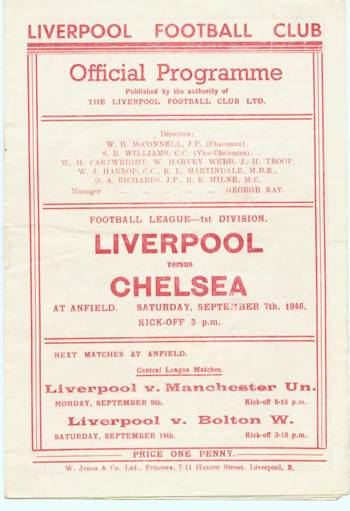 LIVERPOOL FOOTBALL CLUB
Official Programme
Published by the authority of
THE LIVERPOOL FOOTBALL CLUB LTD.
Directors:
W. H. McCONNELL, J.P. (Chairman).
S. R. WILLIAMS, C.C. (Vice-Chairman).
W. H. CARTWRIGHT, W. HARVEY WEBB, J. H. TROOP,
W. J. HARROP, C.C., R. L. MARTINDALE, M.B.E.,
G. A. RICHARDS, J.P., R. K. MILNE, M.C.
Manager ... ... ... ... GEORGE KAY.
FOOTBALL LEAGUE—1st DIVISION.
LIVERPOOL
versus
CHELSEA
AT ANFIELD. SATURDAY, SEPTEMBER 7th, 1946.
KICK-OFF 3 p.m.
NEXT MATCHES AT ANFIELD.
Central League Matches.
Liverpool v. Manchester Un.
MONDAY, SEPTEMBER 9th. Kick-off 6-15 p.m.
Liverpool v. Bolton W.
SATURDAY, SEPTEMBER 14th. Kick-off 3-15 p.m.
PRICE ONE PENNY.
W. Jones & Co. Ltd., Printers, 7-11 Hunter Street, Liverpool, 3.